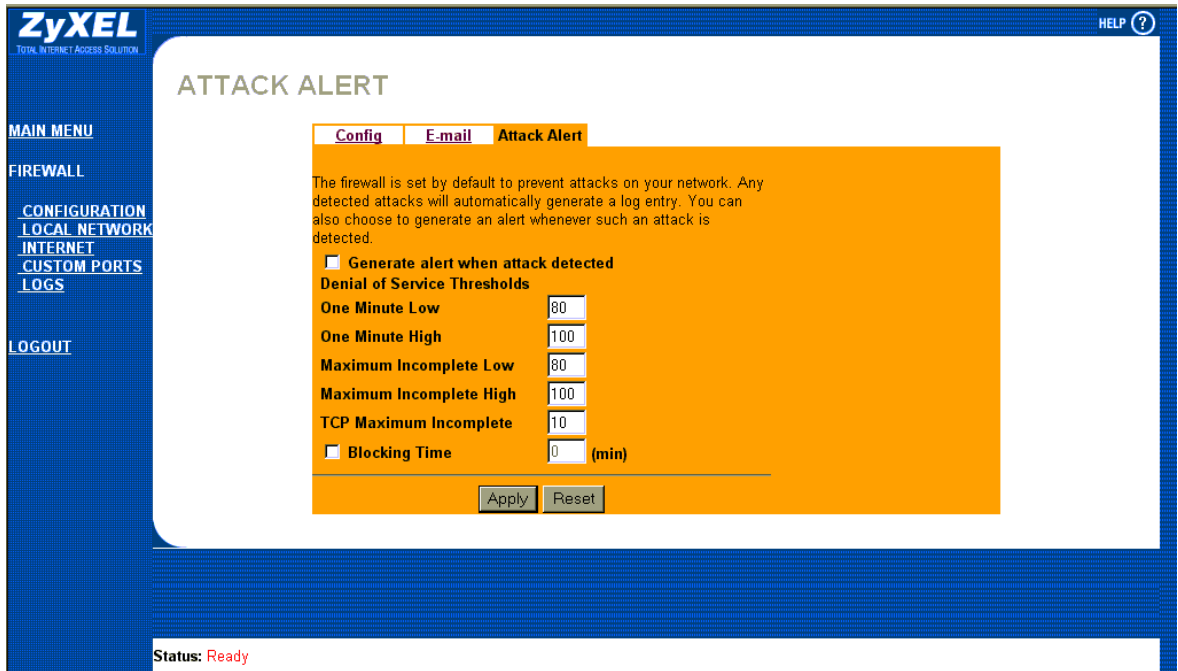 ZyXEL
TOTAL INTERNET ACCESS SOLUTION
HELP ?
ATTACK ALERT
MAIN MENU
FIREWALL
CONFIGURATION
LOCAL NETWORK
INTERNET
CUSTOM PORTS
LOGS
LOGOUT
Config E-mail Attack Alert
The firewall is set by default to prevent attacks on your network. Any
detected attacks will automatically generate a log entry. You can
also choose to generate an alert whenever such an attack is
detected.
Generate alert when attack detected
Denial of Service Thresholds
One Minute Low 80
One Minute High 100
Maximum Incomplete Low 80
Maximum Incomplete High 100
TCP Maximum Incomplete 10
Blocking Time 0 (min)
Apply Reset
Status: Ready